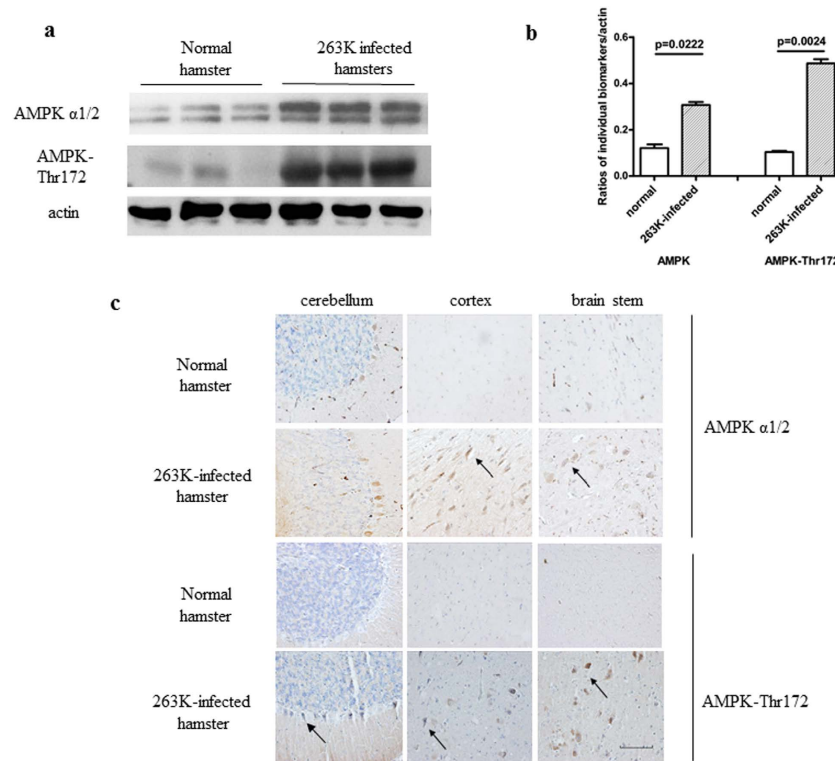 a
Normal
hamster
263K infected
hamsters
AMPK α1/2
AMPK-
Thr172
actin
b
Ratios of individual biomarkers/actin
0.6
0.4
0.2
0.0
p=0.0222
p=0.0024
normal
263K-infected
normal
263K-infected
AMPK
AMPK-Thr172
c
cerebellum
cortex
brain stem
Normal
hamster
263K-infected
hamster
AMPK α1/2
Normal
hamster
263K-infected
hamster
AMPK-Thr172